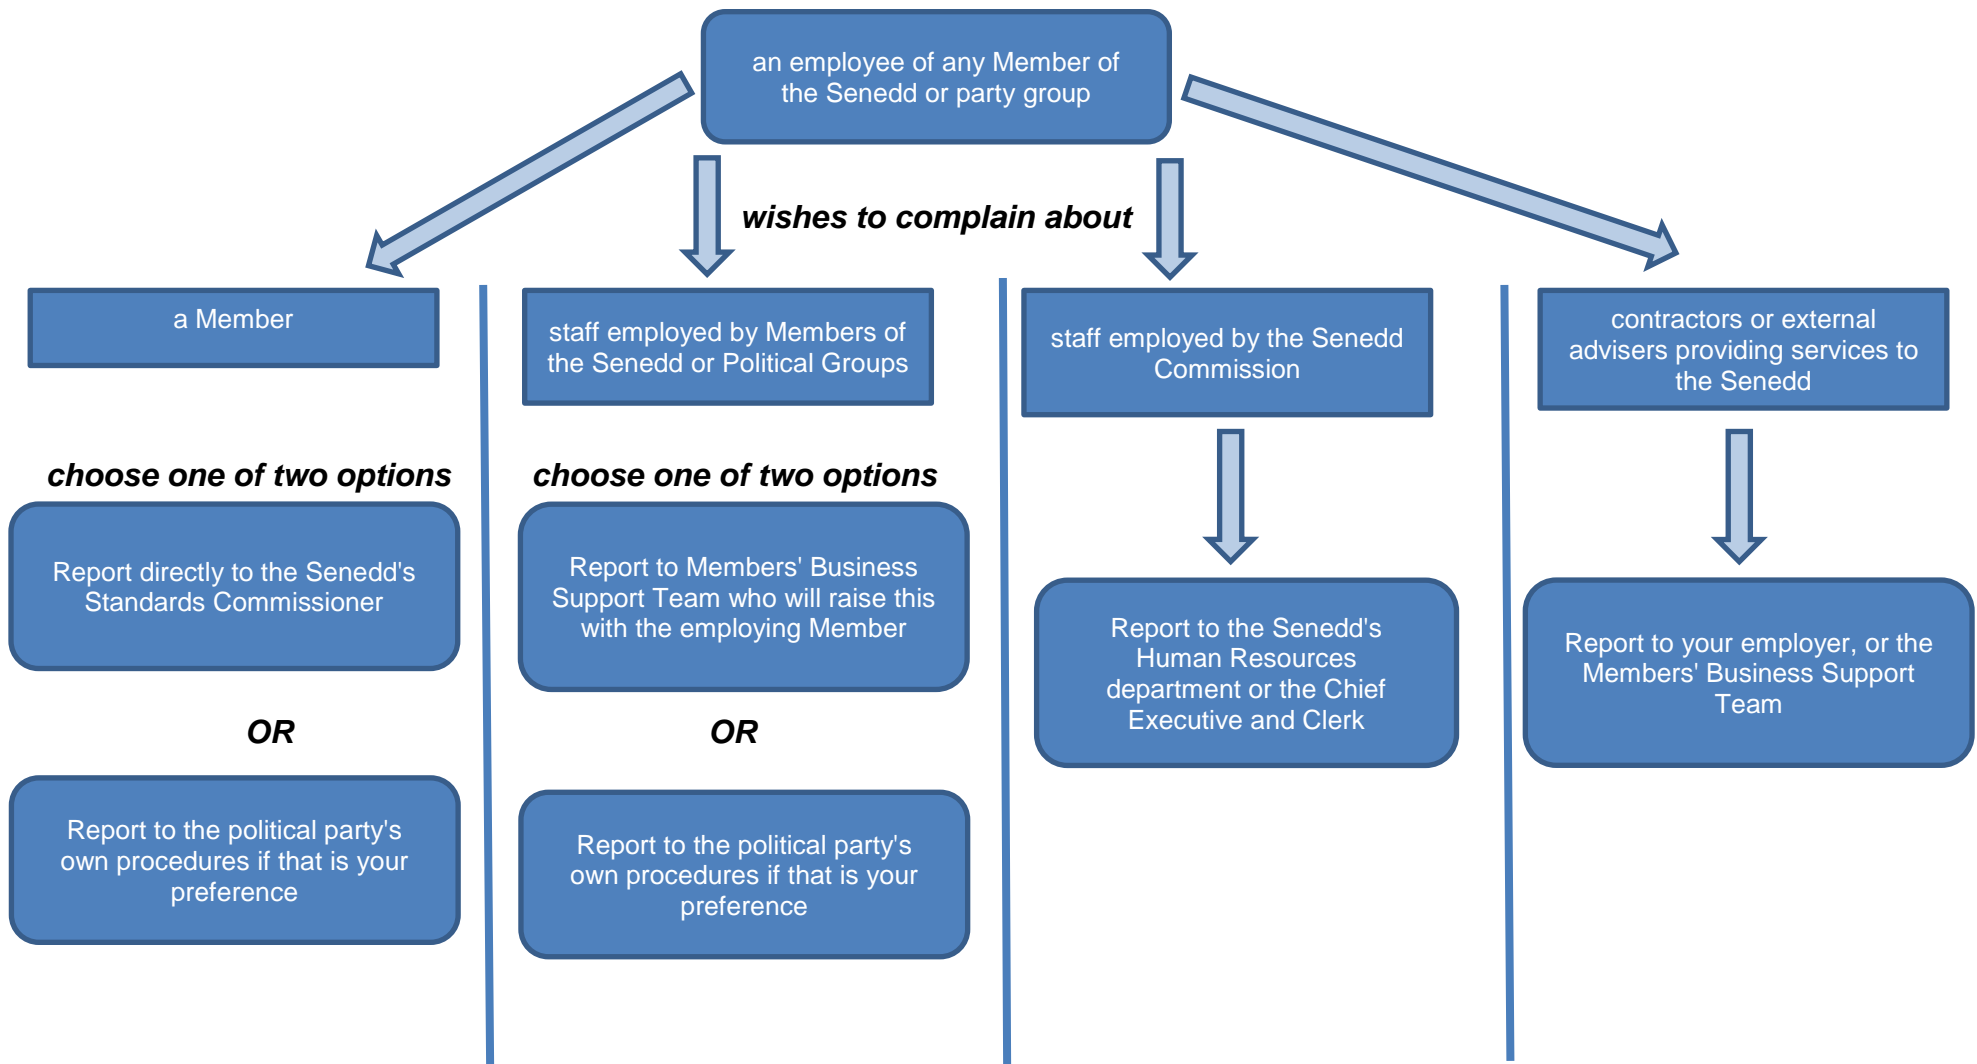 an employee of any Member of
the Senedd or party group
wishes to complain about
a Member
staff employed by Members of
the Senedd or Political Groups
staff employed by the Senedd
Commission
contractors or external
advisers providing services to
the Senedd
choose one of two options
Report directly to the Senedd's
Standards Commissioner
OR
Report to the political party's
own procedures if that is your
preference
choose one of two options
Report to Members' Business
Support Team who will raise this
with the employing Member
OR
Report to the political party's
own procedures if that is your
preference
Report to the Senedd's
Human Resources
department or the Chief
Executive and Clerk
Report to your employer, or the
Members' Business Support
Team